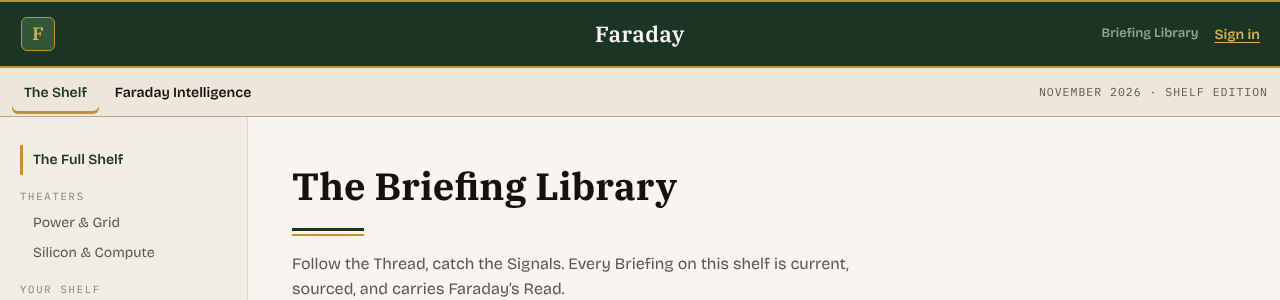 F
Faraday
Briefing Library
Sign in
The Shelf
Faraday Intelligence
NOVEMBER 2026 · SHELF EDITION
The Full Shelf
THEATERS
Power & Grid
Silicon & Compute
YOUR SHELF
The Briefing Library
Follow the Thread, catch the Signals. Every Briefing on this shelf is current,
sourced, and carries Faraday's Read.